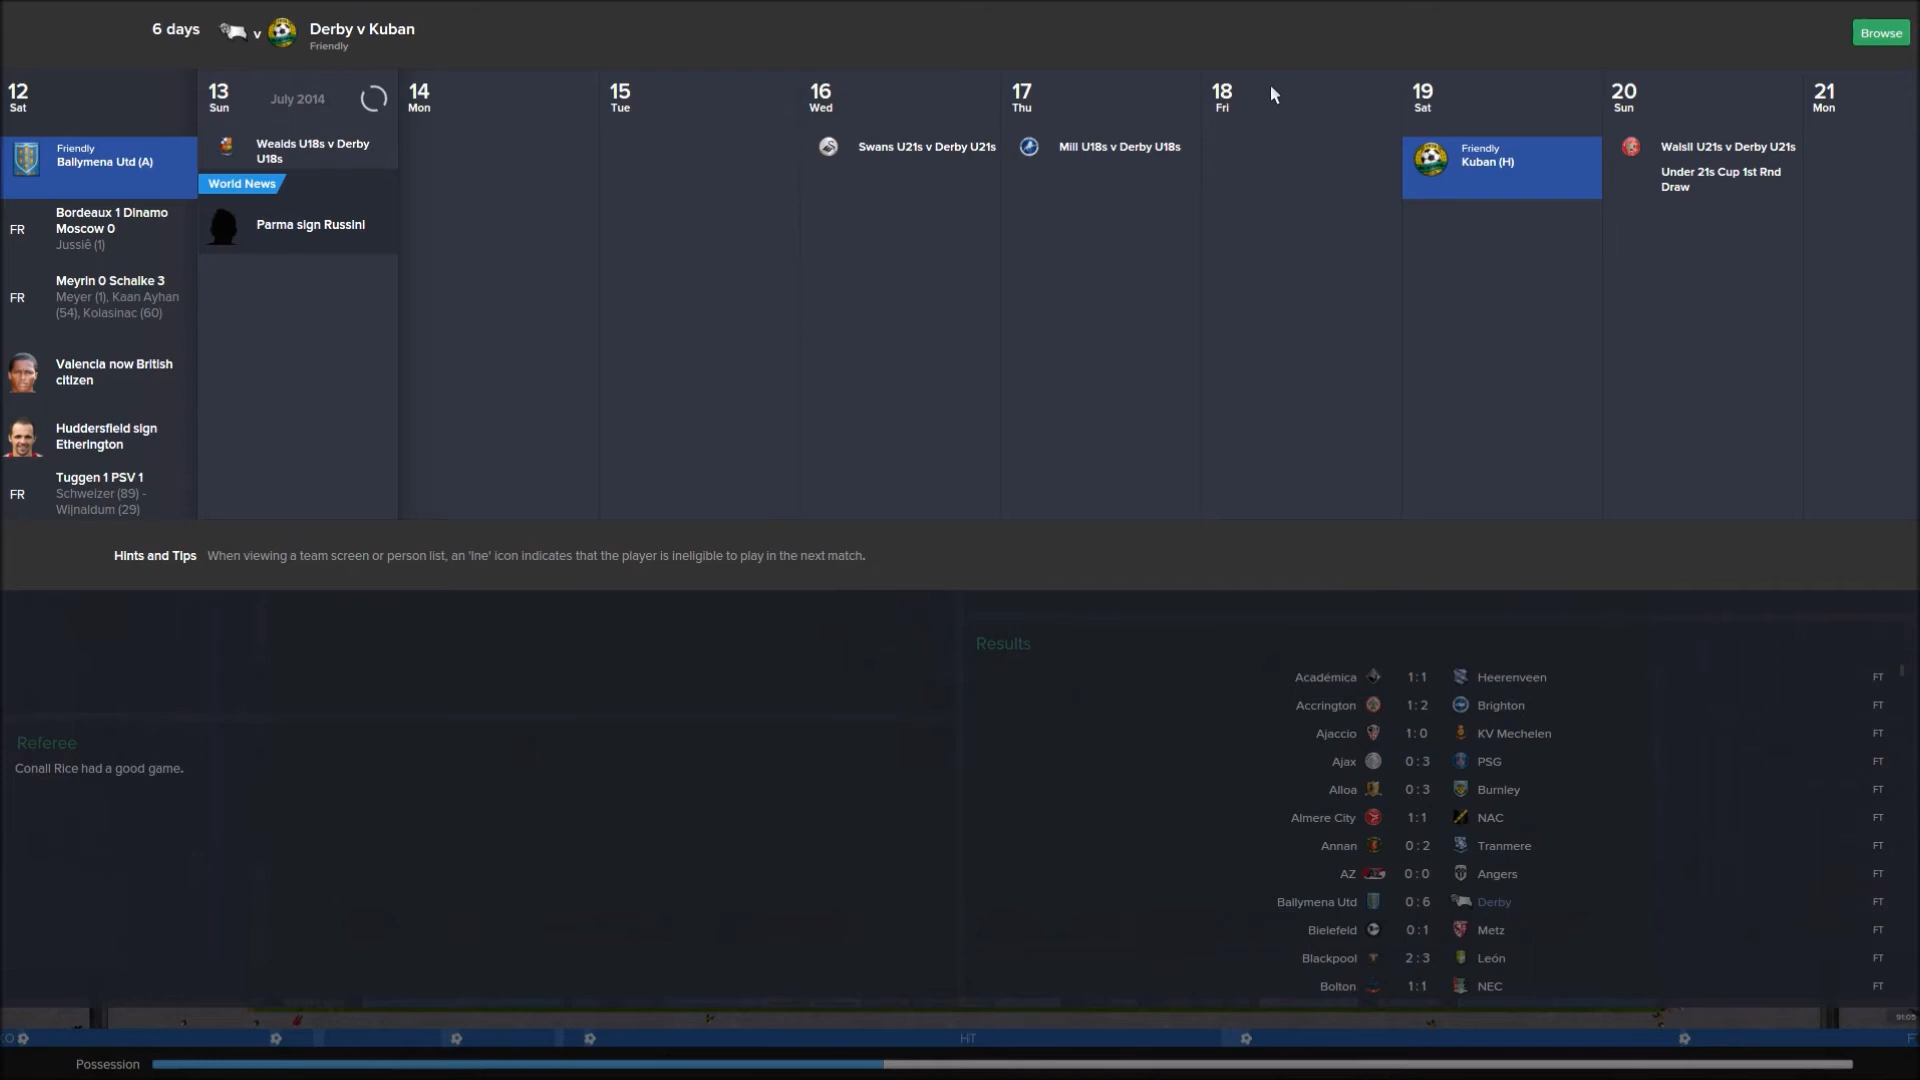 6 days
v
Derby v Kuban
Friendly
Browse
12
Sat
13
Sun
July 2014
14
Mon
15
Tue
16
Wed
17
Thu
18
Fri
19
Sat
20
Sun
21
Mon
Friendly
Ballymena Utd (A)
Bordeaux 1 Dinamo
Moscow 0
Jussiê (1)
FR
Meyrin 0 Schalke 3
Meyer (1), Kaan Ayhan
(54), Kolasinac (60)
FR
Valencia now British
citizen
Huddersfield sign
Etherington
Tuggen 1 PSV 1
Schweizer (89) -
Wijnaldum (29)
FR
Wealds U18s v Derby
U18s
World News
Parma sign Russini
Swans U21s v Derby U21s
Mill U18s v Derby U18s
Friendly
Kuban (H)
Walsll U21s v Derby U21s
Under 21s Cup 1st Rnd
Draw
Hints and Tips When viewing a team screen or person list, an 'Ine' icon indicates that the player is ineligible to play in the next match.
Referee
Conall Rice had a good game.
Results
Académica 1:1 Heerenveen FT
Accrington 1:2 Brighton FT
Ajaccio 1:0 KV Mechelen FT
Ajax 0:3 PSG FT
Alloa 0:3 Burnley FT
Almere City 1:1 NAC FT
Annan 0:2 Tranmere FT
AZ 0:0 Angers FT
Ballymena Utd 0:6 Derby FT
Bielefeld 0:1 Metz FT
Blackpool 2:3 León FT
Bolton 1:1 NEC FT
91:05
HT
Possession